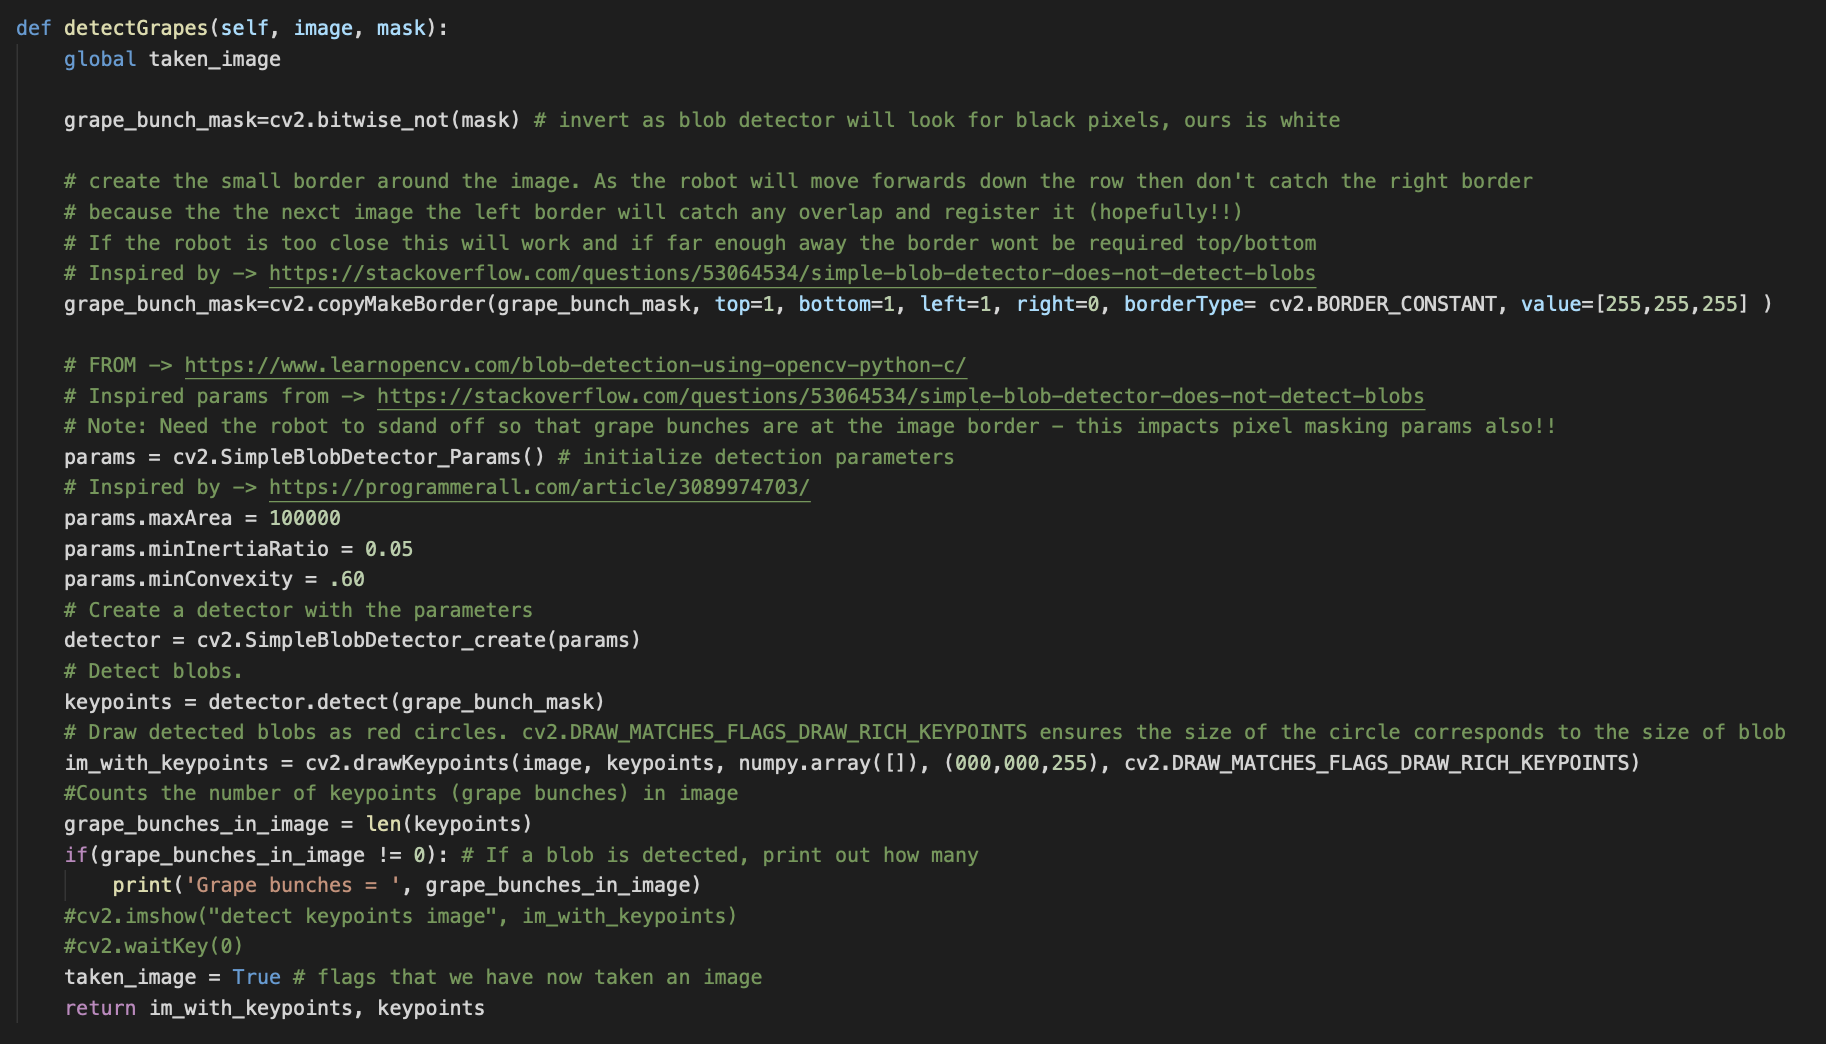 def detectGrapes(self, image, mask):
global taken_image
grape_bunch_mask=cv2.bitwise_not(mask) # invert as blob detector will look for black pixels, ours is white
# create the small border around the image. As the robot will move forwards down the row then don't catch the right border
# because the the nexct image the left border will catch any overlap and register it (hopefully!!)
# If the robot is too close this will work and if far enough away the border wont be required top/bottom
# Inspired by -> https://stackoverflow.com/questions/53064534/simple-blob-detector-does-not-detect-blobs
grape_bunch_mask=cv2.copyMakeBorder(grape_bunch_mask, top=1, bottom=1, left=1, right=0, borderType= cv2.BORDER_CONSTANT, value=[255,255,255] )
# FROM -> https://www.learnopencv.com/blob-detection-using-opencv-python-c/
# Inspired params from -> https://stackoverflow.com/questions/53064534/simple-blob-detector-does-not-detect-blobs
# Note: Need the robot to sdand off so that grape bunches are at the image border - this impacts pixel masking params also!!
params = cv2.SimpleBlobDetector_Params() # initialize detection parameters
# Inspired by -> https://programmerall.com/article/3089974703/
params.maxArea = 100000
params.minInertiaRatio = 0.05
params.minConvexity = .60
# Create a detector with the parameters
detector = cv2.SimpleBlobDetector_create(params)
# Detect blobs.
keypoints = detector.detect(grape_bunch_mask)
# Draw detected blobs as red circles. cv2.DRAW_MATCHES_FLAGS_DRAW_RICH_KEYPOINTS ensures the size of the circle corresponds to the size of blob
im_with_keypoints = cv2.drawKeypoints(image, keypoints, numpy.array([]), (000,000,255), cv2.DRAW_MATCHES_FLAGS_DRAW_RICH_KEYPOINTS)
#Counts the number of keypoints (grape bunches) in image
grape_bunches_in_image = len(keypoints)
if(grape_bunches_in_image != 0): # If a blob is detected, print out how many
print('Grape bunches = ', grape_bunches_in_image)
#cv2.imshow("detect keypoints image", im_with_keypoints)
#cv2.waitKey(0)
taken_image = True # flags that we have now taken an image
return im_with_keypoints, keypoints